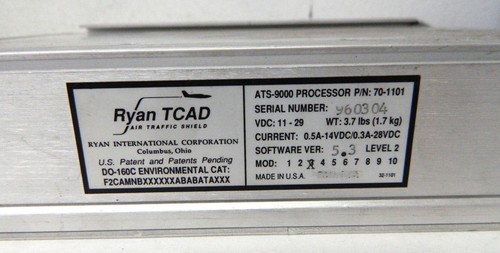 Ryan TCAD
AIR TRAFFIC SHIELD
RYAN INTERNATIONAL CORPORATION
Columbus, Ohio
U.S. Patent and Patents Pending
DO-160C ENVIRONMENTAL CAT:
F2CAMNBXXXXXXABABATAXXX
ATS-9000 PROCESSOR P/N: 70-1101
SERIAL NUMBER: 960304
VDC: 11 - 29 WT: 3.7 lbs (1.7 kg)
CURRENT: 0.5A-14VDC/0.3A-28VDC
SOFTWARE VER: 5.3 LEVEL 2
MOD: 1 2 3 4 5 6 7 8 9 10
MADE IN U.S.A. 32-1101